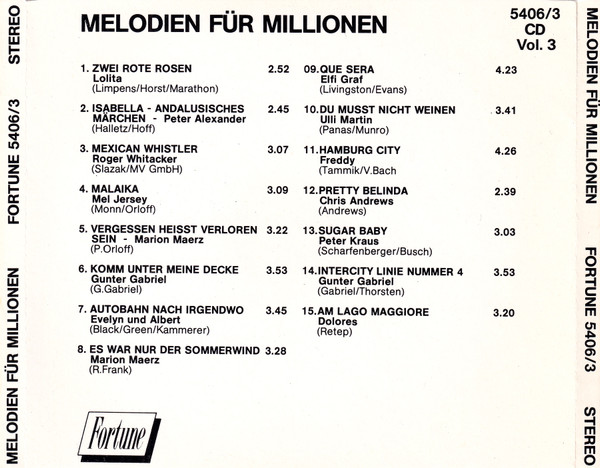 MELODIEN FÜR MILLIONEN
5406/3
CD
Vol. 3
1. ZWEI ROTE ROSEN 2.52
Lolita
(Limpens/Horst/Marathon)
2. ISABELLA - ANDALUSISCHES 2.45
MÄRCHEN - Peter Alexander
(Halletz/Hoff)
3. MEXICAN WHISTLER 3.07
Roger Whitacker
(Slazak/MV GmbH)
4. MALAIKA 3.09
Mel Jersey
(Monn/Orloff)
5. VERGESSEN HEISST VERLOREN 3.22
SEIN - Marion Maerz
(P.Orloff)
6. KOMM UNTER MEINE DECKE 3.53
Gunter Gabriel
(G.Gabriel)
7. AUTOBAHN NACH IRGENDWO 3.45
Evelyn und Albert
(Black/Green/Kammerer)
8. ES WAR NUR DER SOMMERWIND 3.28
Marion Maerz
(R.Frank)
09.QUE SERA 4.23
Elfi Graf
(Livingston/Evans)
10.DU MUSST NICHT WEINEN 3.41
Ulli Martin
(Panas/Munro)
11.HAMBURG CITY 4.26
Freddy
(Tammik/V.Bach
12.PRETTY BELINDA 2.39
Chris Andrews
(Andrews)
13.SUGAR BABY 3.03
Peter Kraus
(Scharfenberger/Busch)
14.INTERCITY LINIE NUMMER 4 3.53
Gunter Gabriel
(Gabriel/Thorsten)
15.AM LAGO MAGGIORE 3.20
Dolores
(Retep)
Fortune
MELODIEN FÜR MILLIONEN FORTUNE 5406/3 STEREO
MELODIEN FÜR MILLIONEN FORTUNE 5406/3 STEREO